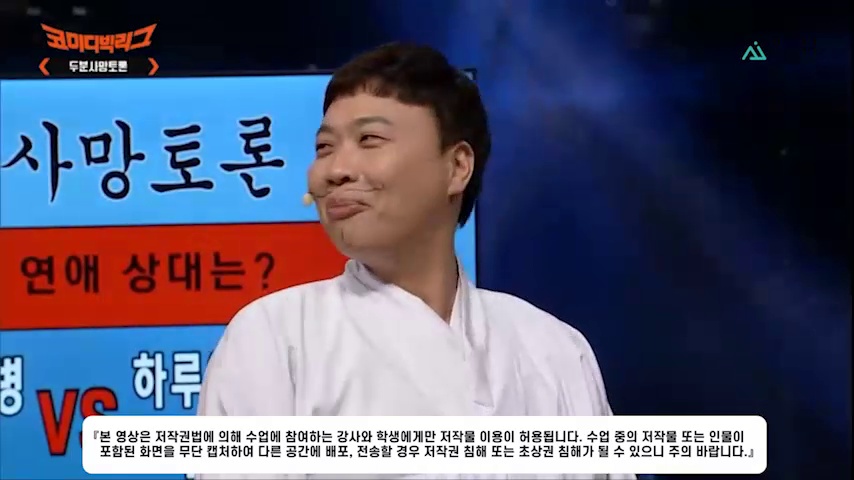 코미디빅리그
두분사망토론
사망토론
연애 상대는?
병 VS 하루
『본 영상은 저작권법에 의해 수업에 참여하는 강사와 학생에게만 저작물 이용이 허용됩니다. 수업 중의 저작물 또는 인물이
포함된 화면을 무단 캡처하여 다른 공간에 배포, 전송할 경우 저작권 침해 또는 초상권 침해가 될 수 있으니 주의 바랍니다.』